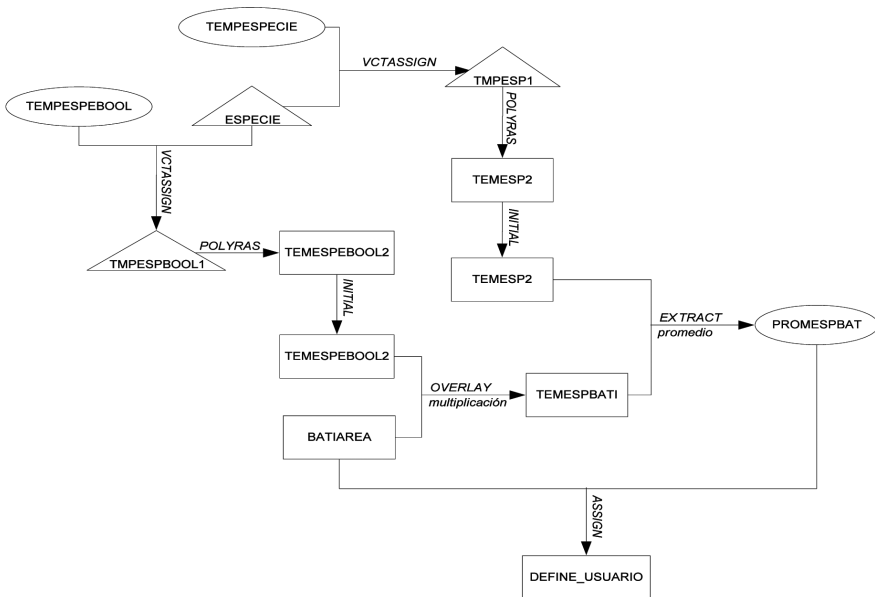 TEMPESPECIE
VCTASSIGN
TMPESP1
TEMPESPEBOOL
ESPECIE
POLYRAS
VCTASSIGN
TEMESP2
INITIAL
TMPESPBOOL1
POLYRAS
TEMESPEBOOL2
TEMESP2
INITIAL
EXTRACT
promedio
PROMESPBAT
TEMESPEBOOL2
OVERLAY
multiplicación
TEMESPBATI
BATIAREA
ASSIGN
DEFINE_USUARIO